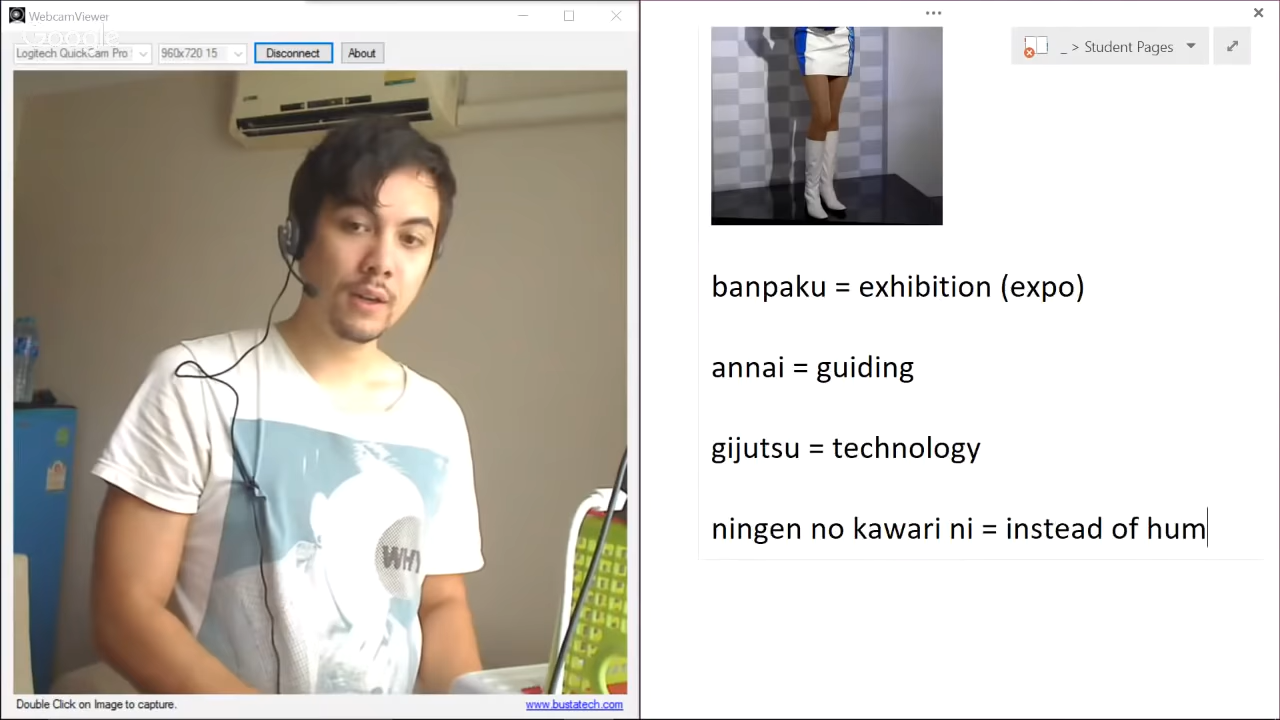 WebcamViewer
Google
Logitech QuickCam Pro
960x720 15
Disconnect
About
WHY
Double Click on Image to capture.
www.bustatech.com
_ > Student Pages
banpaku = exhibition (expo)
annai = guiding
gijutsu = technology
ningen no kawari ni = instead of hum